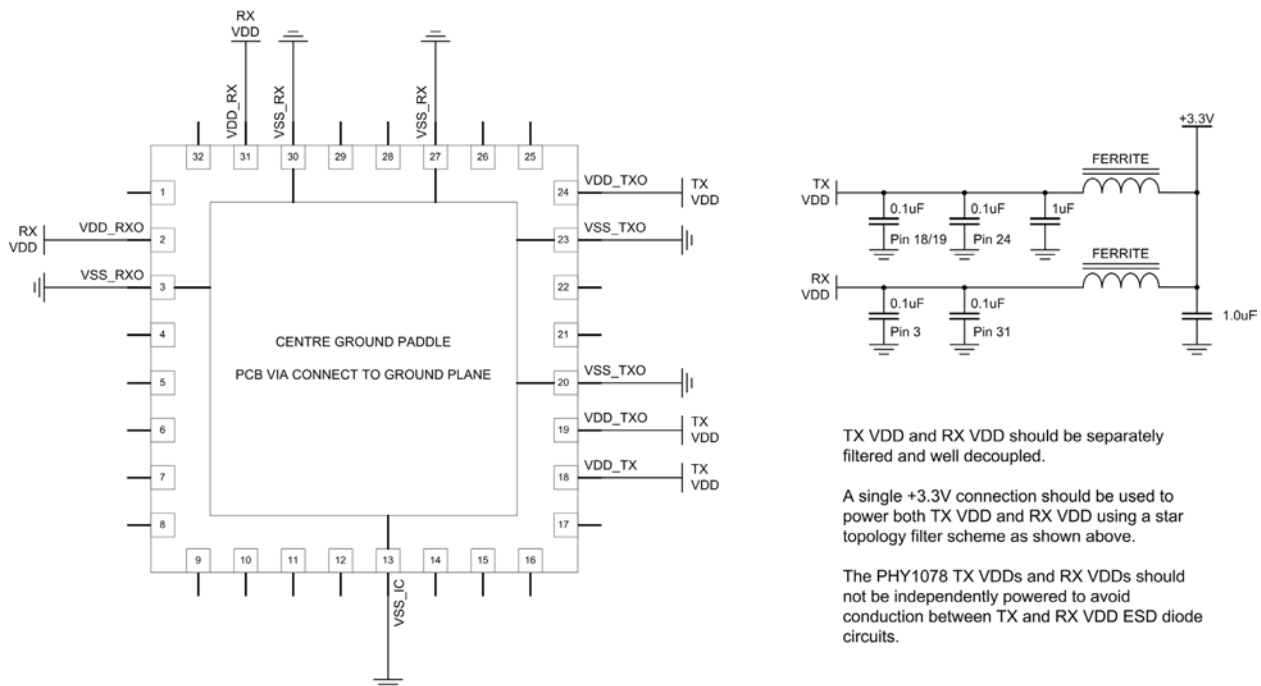 RX
VDD
VDD_RX
VSS_RX
VSS_RX
32
31
30
29
28
27
26
25
1
24
VDD_TXO
TX
VDD
RX
VDD
VDD_RXO
2
23
VSS_TXO
VSS_RXO
3
22
4
21
CENTRE GROUND PADDLE
PCB VIA CONNECT TO GROUND PLANE
5
20
VSS_TXO
6
19
VDD_TXO
TX
VDD
7
18
VDD_TX
TX
VDD
8
17
9
10
11
12
13
14
15
16
VSS_IC
+3.3V
FERRITE
TX
VDD
0.1uF
0.1uF
1uF
Pin 18/19
Pin 24
FERRITE
RX
VDD
0.1uF
0.1uF
1.0uF
Pin 3
Pin 31
TX VDD and RX VDD should be separately
filtered and well decoupled.
A single +3.3V connection should be used to
power both TX VDD and RX VDD using a star
topology filter scheme as shown above.
The PHY1078 TX VDDs and RX VDDs should
not be independently powered to avoid
conduction between TX and RX VDD ESD diode
circuits.